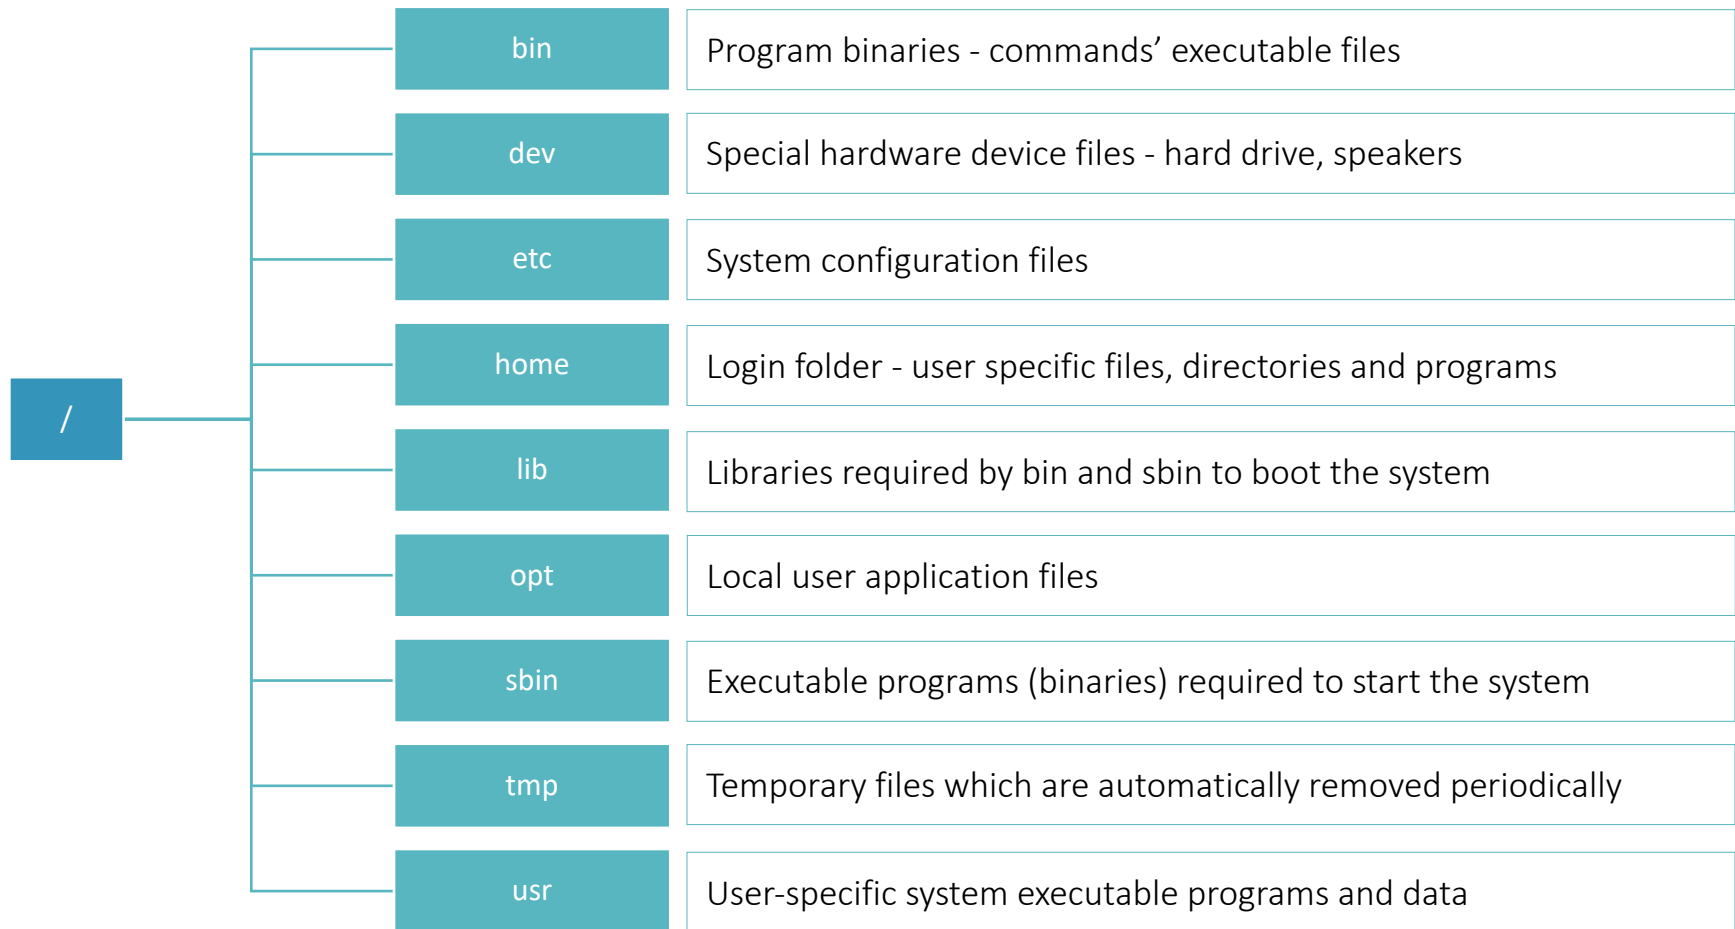 /
bin
Program binaries - commands’ executable files
dev
Special hardware device files - hard drive, speakers
etc
System configuration files
home
Login folder - user specific files, directories and programs
lib
Libraries required by bin and sbin to boot the system
opt
Local user application files
sbin
Executable programs (binaries) required to start the system
tmp
Temporary files which are automatically removed periodically
usr
User-specific system executable programs and data